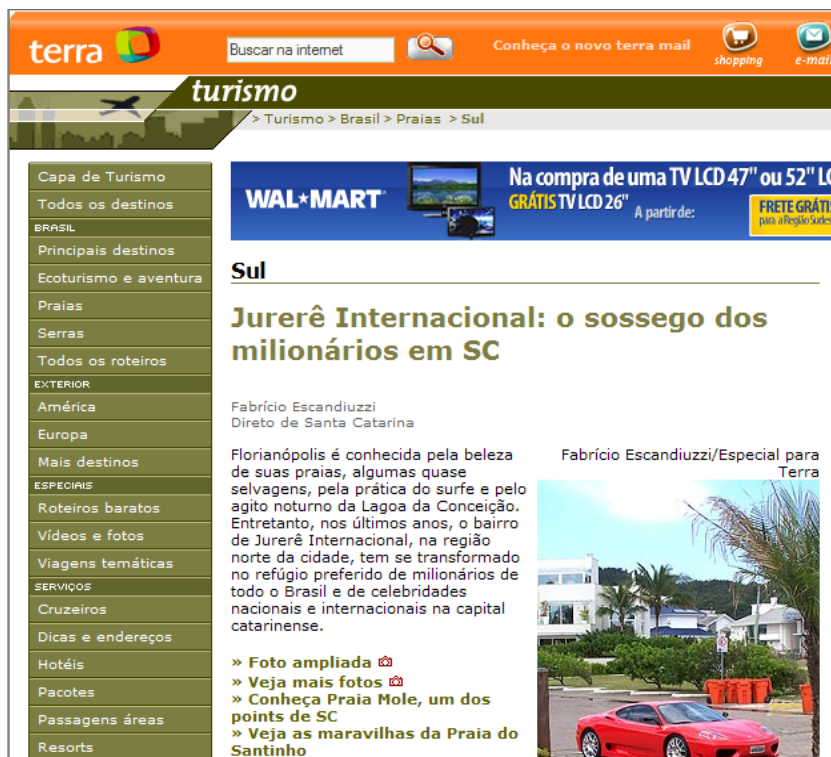 terra
Buscar na internet
Conheça o novo terra mail
shopping
e-mail
turismo
> Turismo > Brasil > Praias > Sul
Capa de Turismo
Todos os destinos
BRASIL
Principais destinos
Ecoturismo e aventura
Praias
Serras
Todos os roteiros
EXTERIOR
América
Europa
Mais destinos
ESPECIAIS
Roteiros baratos
Vídeos e fotos
Viagens temáticas
SERVIÇOS
Cruzeiros
Dicas e endereços
Hotéis
Pacotes
Passagens áreas
Resorts
WAL★MART
Na compra de uma TV LCD 47" ou 52" LC
GRÁTIS TV LCD 26"
A partir de:
FRETE GRÁTIS
para a Região Sudes
Sul
Jurerê Internacional: o sossego dos
milionários em SC
Fabrício Escandiuzzi
Direto de Santa Catarina
Florianópolis é conhecida pela beleza
de suas praias, algumas quase
selvagens, pela prática do surfe e pelo
agito noturno da Lagoa da Conceição.
Entretanto, nos últimos anos, o bairro
de Jurerê Internacional, na região
norte da cidade, tem se transformado
no refúgio preferido de milionários de
todo o Brasil e de celebridades
nacionais e internacionais na capital
catarinense.
» Foto ampliada
» Veja mais fotos
» Conheça Praia Mole, um dos
points de SC
» Veja as maravilhas da Praia do
Santinho
Fabrício Escandiuzzi/Especial para
Terra